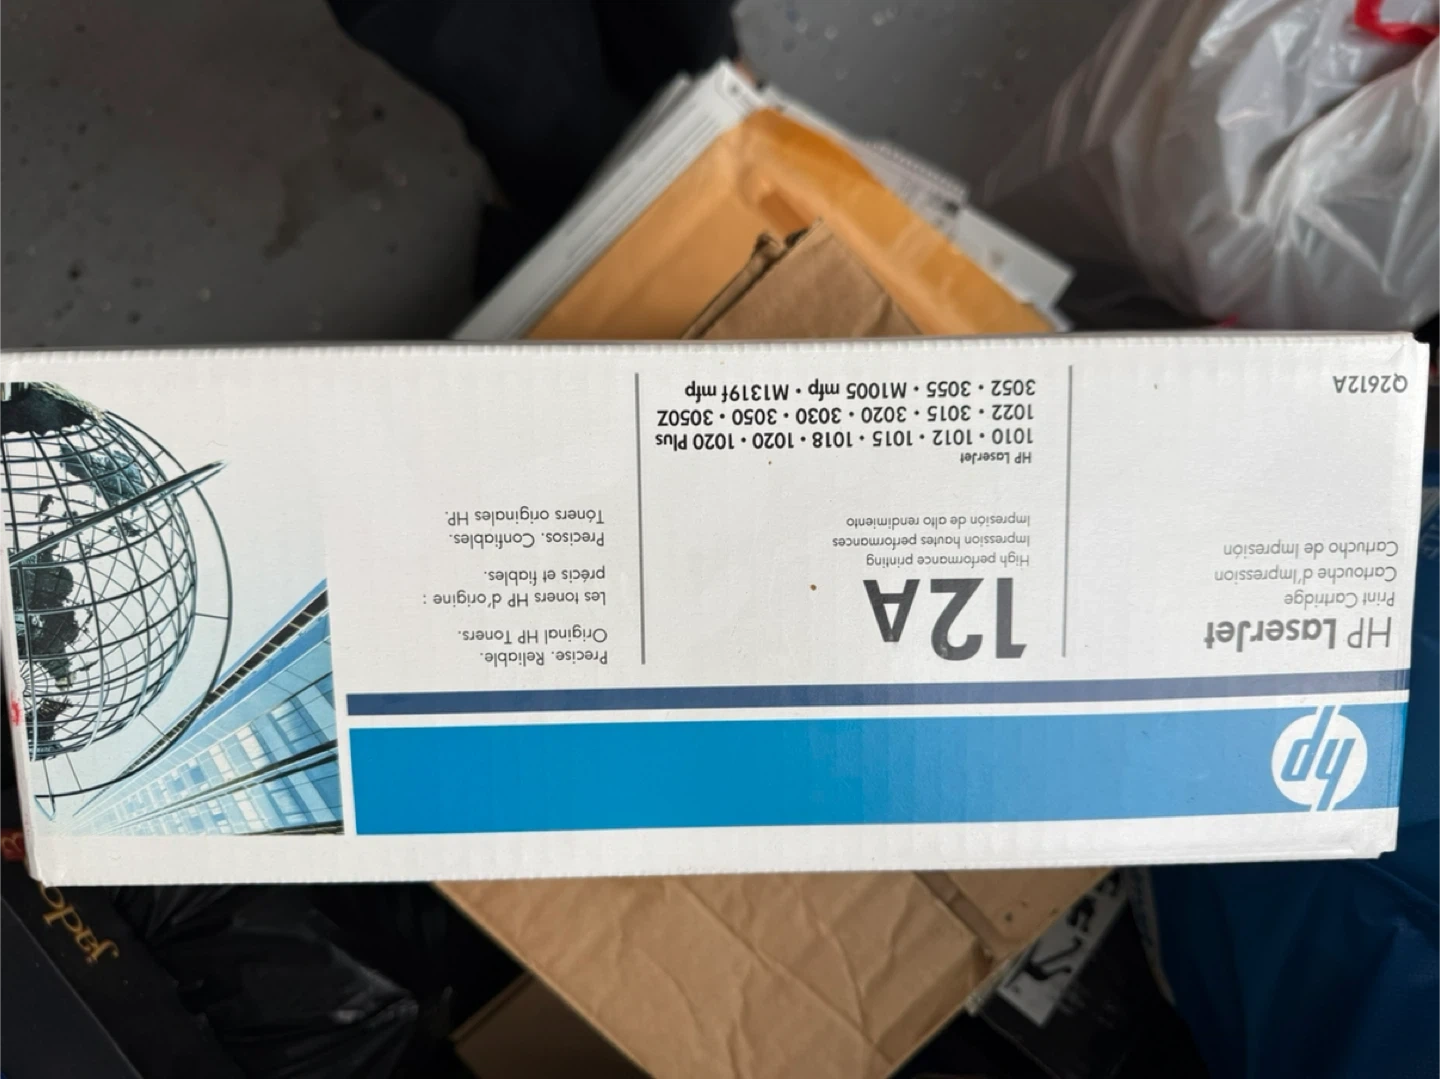 hp
HP LaserJet
Print Cartridge
Cartouche d'Impression
Cartucho de Impresión
Q2612A
12A
High performance printing
Impression hautes performances
Impresión de alto rendimiento
HP LaserJet
1010 • 1012 • 1015 • 1018 • 1020 • 1020 Plus
1022 • 3015 • 3020 • 3030 • 3050 • 3050Z
3052 • 3055 • M1005 mfp • M1319f mfp
Precise. Reliable.
Original HP Toners.
Les toners HP d'origine :
précis et fiables.
Precisos. Confiables.
Tóners originales HP.
jado